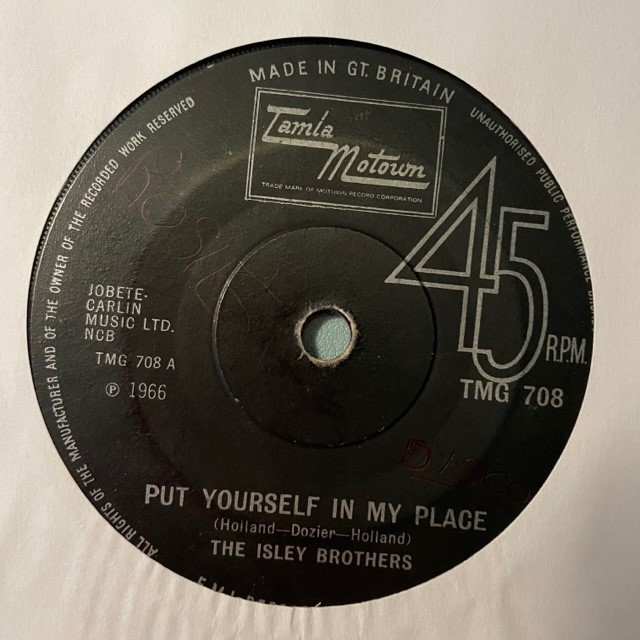 MADE IN GT. BRITAIN
UNAUTHORISED PUBLIC PERFORMANCE
ALL RIGHTS OF THE MANUFACTURER AND OF THE OWNER OF THE RECORDED WORK RESERVED
Tamla
Motown
TRADE MARK OF MOTOWN RECORD CORPORATION
45
R.P.M.
TMG 708
JOBETE-
CARLIN
MUSIC LTD.
NCB
TMG 708 A
℗ 1966
PUT YOURSELF IN MY PLACE
(Holland—Dozier—Holland)
THE ISLEY BROTHERS